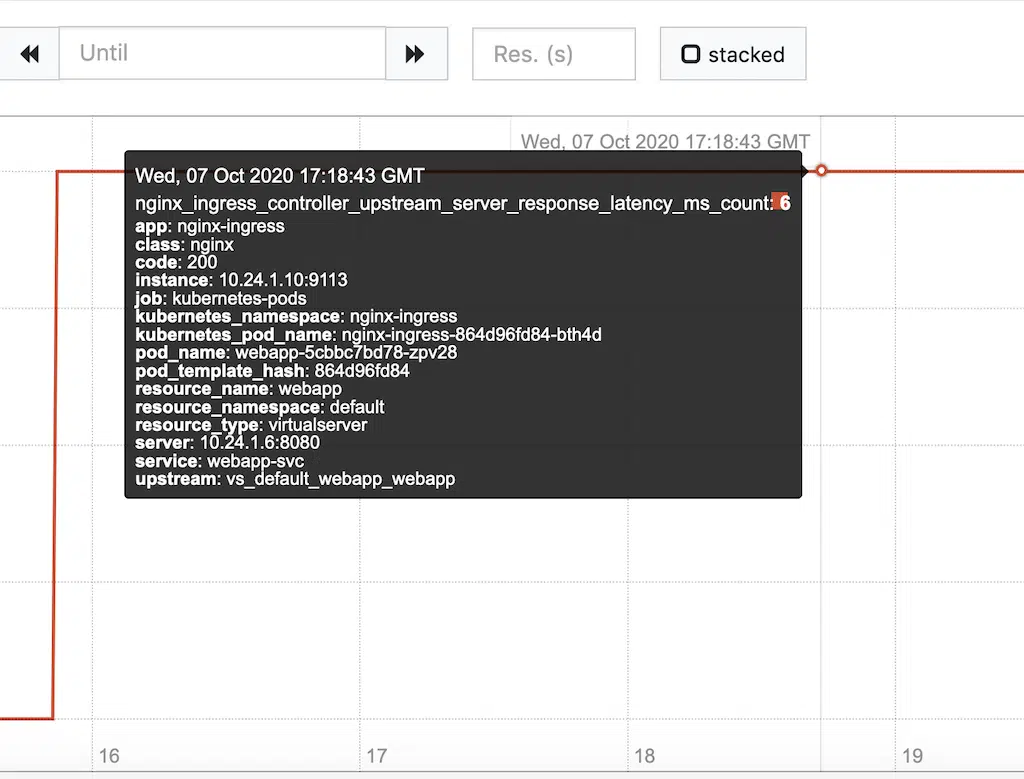 Until
Res. (s)
stacked
Wed, 07 Oct 2020 17:18:43 GMT
Wed, 07 Oct 2020 17:18:43 GMT
nginx_ingress_controller_upstream_server_response_latency_ms_count: 6
app: nginx-ingress
class: nginx
code: 200
instance: 10.24.1.10:9113
job: kubernetes-pods
kubernetes_namespace: nginx-ingress
kubernetes_pod_name: nginx-ingress-864d96fd84-bth4d
pod_name: webapp-5cbbc7bd78-zpv28
pod_template_hash: 864d96fd84
resource_name: webapp
resource_namespace: default
resource_type: virtualserver
server: 10.24.1.6:8080
service: webapp-svc
upstream: vs_default_webapp_webapp
16
17
18
19